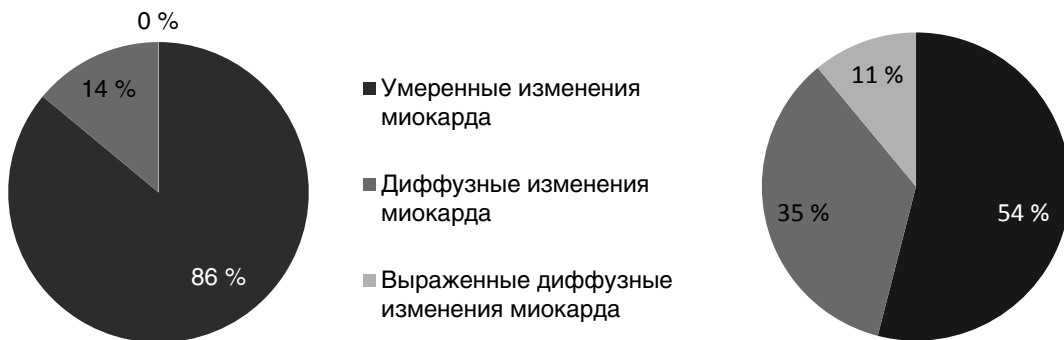 0 %
14 %
86 %
Умеренные изменения
миокарда
Диффузные изменения
миокарда
Выраженные диффузные
изменения миокарда
11 %
35 %
54 %